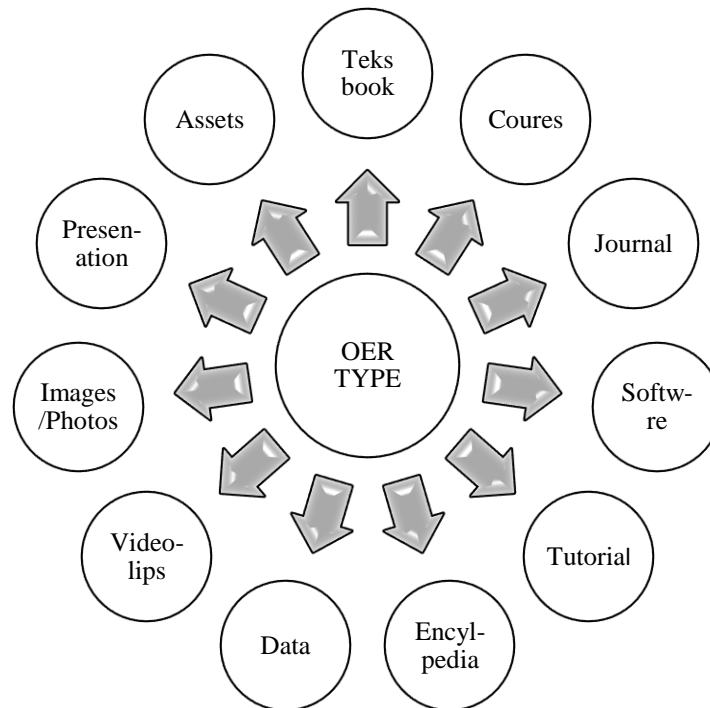 Teks
book
Coures
Journal
Softw-
re
Tutorial
Encyl-
pedia
Data
Video-
lips
Images
/Photos
Presen-
ation
Assets
OER
TYPE